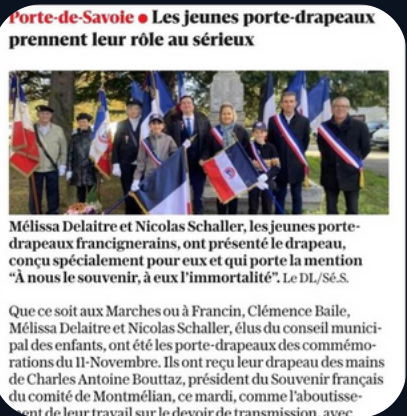 Porte-de-Savoie ● Les jeunes porte-drapeaux
prennent leur rôle au sérieux
Mélissa Delaitre et Nicolas Schaller, les jeunes porte-
drapeaux francignerains, ont présenté le drapeau,
conçu spécialement pour eux et qui porte la mention
“À nous le souvenir, à eux l’immortalité”. Le DL/Sé.S.
Que ce soit aux Marches ou à Francin, Clémence Baile,
Mélissa Delaitre et Nicolas Schaller, élus du conseil munici-
pal des enfants, ont été les porte-drapeaux des commémo-
rations du 11-Novembre. Ils ont reçu leur drapeau des mains
de Charles Antoine Bouttaz, président du Souvenir français
du comité de Montmélian, ce mardi, comme l’aboutisse-
ment de leur travail sur le devoir de transmission, avec